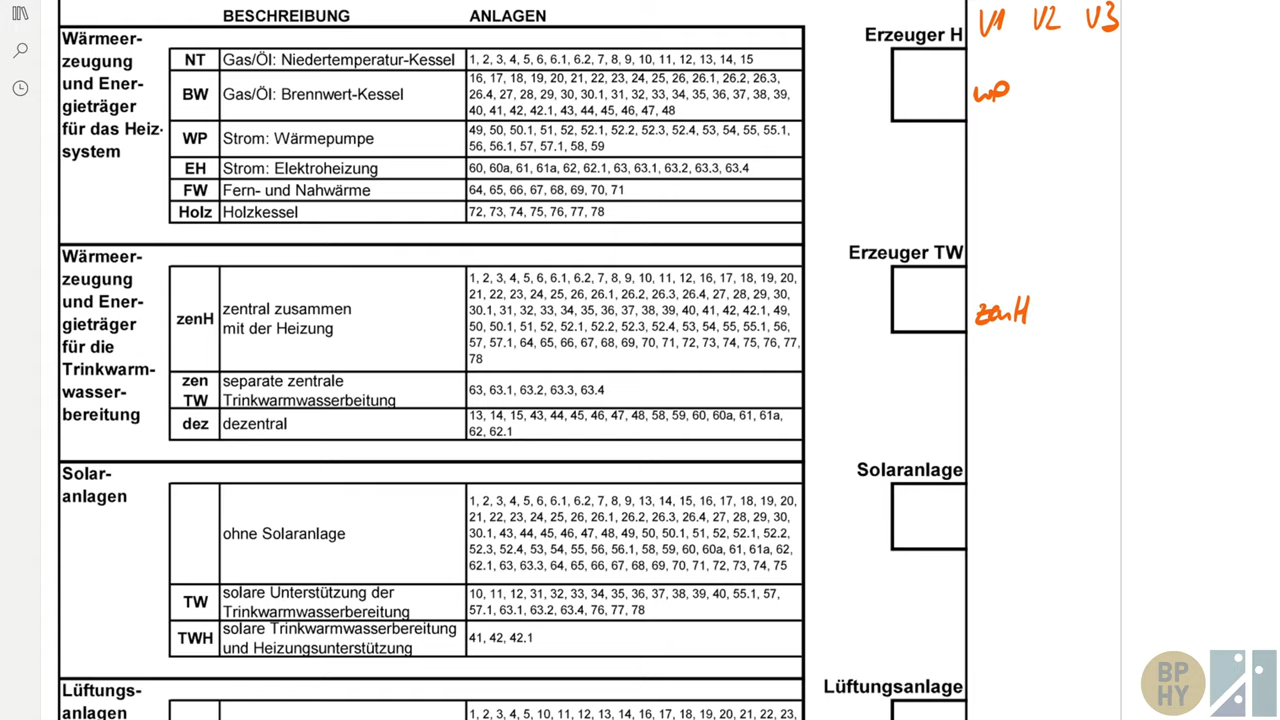 BESCHREIBUNG ANLAGEN
Wärmeer-
zeugung
und Ener-
gieträger
für das Heiz-
system
NT Gas/Öl: Niedertemperatur-Kessel 1, 2, 3, 4, 5, 6, 6.1, 6.2, 7, 8, 9, 10, 11, 12, 13, 14, 15
BW Gas/Öl: Brennwert-Kessel 16, 17, 18, 19, 20, 21, 22, 23, 24, 25, 26, 26.1, 26.2, 26.3,
26.4, 27, 28, 29, 30, 30.1, 31, 32, 33, 34, 35, 36, 37, 38, 39,
40, 41, 42, 42.1, 43, 44, 45, 46, 47, 48
WP Strom: Wärmepumpe 49, 50, 50.1, 51, 52, 52.1, 52.2, 52.3, 52.4, 53, 54, 55, 55.1,
56, 56.1, 57, 57.1, 58, 59
EH Strom: Elektroheizung 60, 60a, 61, 61a, 62, 62.1, 63, 63.1, 63.2, 63.3, 63.4
FW Fern- und Nahwärme 64, 65, 66, 67, 68, 69, 70, 71
Holz Holzkessel 72, 73, 74, 75, 76, 77, 78
Erzeuger H V1 V2 V3
WP
Wärmeer-
zeugung
und Ener-
gieträger
für die
Trinkwarm-
wasser-
bereitung
zenH zentral zusammen
mit der Heizung
1, 2, 3, 4, 5, 6, 6.1, 6.2, 7, 8, 9, 10, 11, 12, 16, 17, 18, 19, 20,
21, 22, 23, 24, 25, 26, 26.1, 26.2, 26.3, 26.4, 27, 28, 29, 30,
30.1, 31, 32, 33, 34, 35, 36, 37, 38, 39, 40, 41, 42, 42.1, 49,
50, 50.1, 51, 52, 52.1, 52.2, 52.3, 52.4, 53, 54, 55, 55.1, 56,
57, 57.1, 64, 65, 66, 67, 68, 69, 70, 71, 72, 73, 74, 75, 76, 77,
78
zen separate zentrale
TW Trinkwarmwasserbeitung
63, 63.1, 63.2, 63.3, 63.4
dez dezentral 13, 14, 15, 43, 44, 45, 46, 47, 48, 58, 59, 60, 60a, 61, 61a,
62, 62.1
Erzeuger TW
zenH
Solar-
anlagen
ohne Solaranlage
1, 2, 3, 4, 5, 6, 6.1, 6.2, 7, 8, 9, 13, 14, 15, 16, 17, 18, 19, 20,
21, 22, 23, 24, 25, 26, 26.1, 26.2, 26.3, 26.4, 27, 28, 29, 30,
30.1, 43, 44, 45, 46, 47, 48, 49, 50, 50.1, 51, 52, 52.1, 52.2,
52.3, 52.4, 53, 54, 55, 56, 56.1, 58, 59, 60, 60a, 61, 61a, 62,
62.1, 63, 63.3, 64, 65, 66, 67, 68, 69, 70, 71, 72, 73, 74, 75
TW solare Unterstützung der
Trinkwarmwasserbereitung
10, 11, 12, 31, 32, 33, 34, 35, 36, 37, 38, 39, 40, 55.1, 57,
57.1, 63.1, 63.2, 63.4, 76, 77, 78
TWH solare Trinkwarmwasserbereitung
und Heizungsunterstützung
41, 42, 42.1
Solaranlage
Lüftungs-
anlagen
1, 2, 3, 4, 5, 10, 11, 12, 13, 14, 16, 17, 18, 19, 20, 21, 22, 23,
Lüftungsanlage
BP
HY